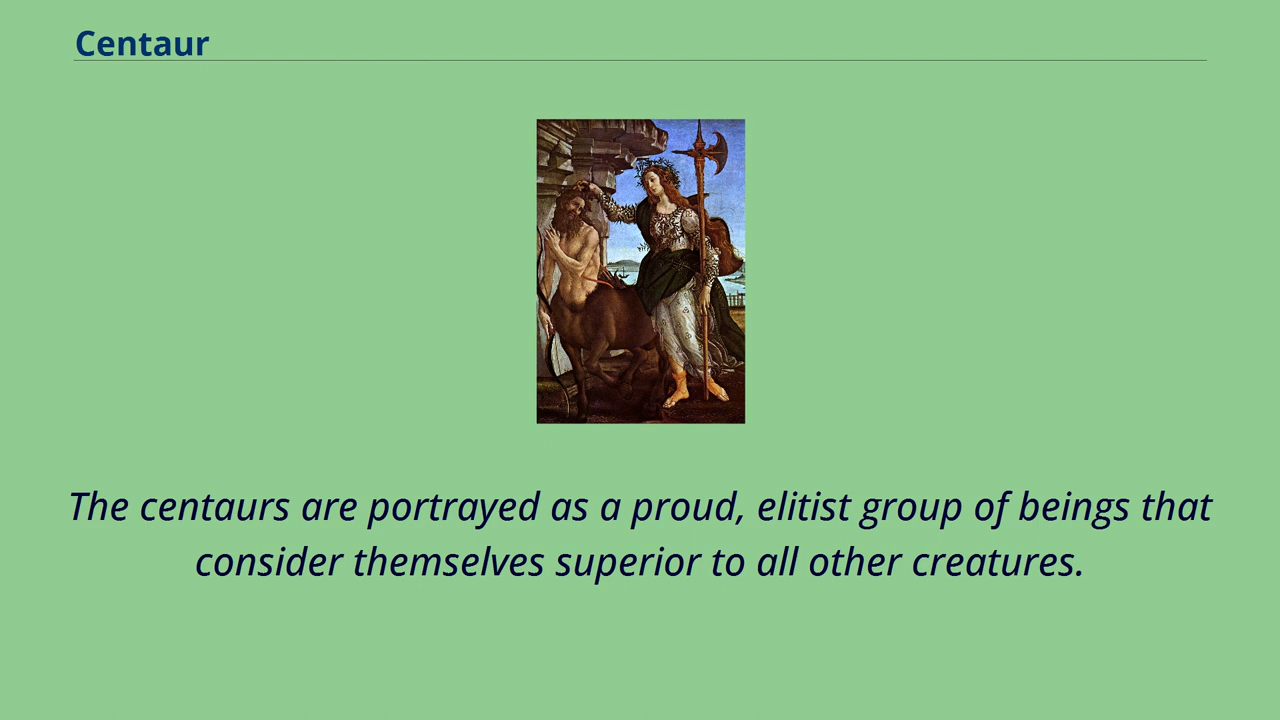 Centaur
The centaurs are portrayed as a proud, elitist group of beings that
consider themselves superior to all other creatures.